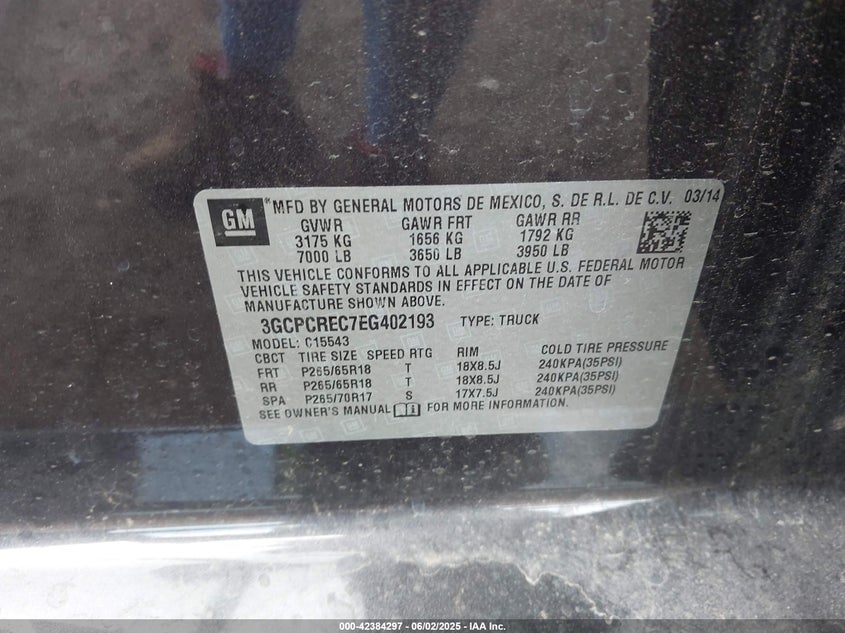 GM ® MFD BY GENERAL MOTORS DE MEXICO, S. DE R.L. DE C.V. 03/14
GVWR GAWR FRT GAWR RR
3175 KG 1656 KG 1792 KG
7000 LB 3650 LB 3950 LB
THIS VEHICLE CONFORMS TO ALL APPLICABLE U.S. FEDERAL MOTOR
VEHICLE SAFETY STANDARDS IN EFFECT ON THE DATE OF
MANUFACTURE SHOWN ABOVE.
3GCPCREC7EG402193 TYPE: TRUCK
MODEL: C15543
CBCT TIRE SIZE SPEED RTG RIM COLD TIRE PRESSURE
FRT P265/65R18 T 18X8.5J 240KPA(35PSI)
RR P265/65R18 T 18X8.5J 240KPA(35PSI)
SPA P265/70R17 S 17X7.5J 240KPA(35PSI)
SEE OWNER'S MANUAL FOR MORE INFORMATION.
000-42384297 - 06/02/2025 - IAA Inc.